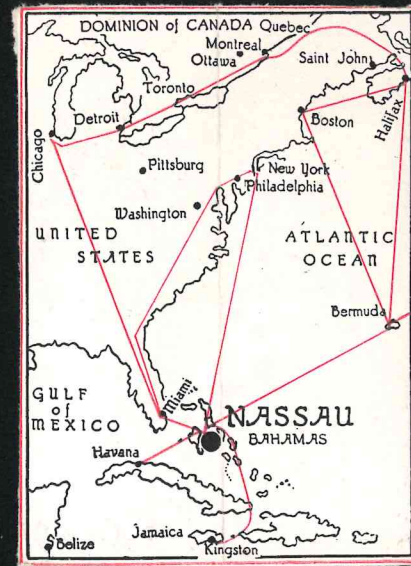 DOMINION of CANADA Quebec
Montreal
Ottawa
Saint John
Toronto
Halifax
Detroit
Boston
Chicago
Pittsburg
New York
Philadelphia
Washington
UNITED
STATES
ATLANTIC
OCEAN
Bermuda
GULF
of
MEXICO
Miami
NASSAU
BAHAMAS
Havana
Jamaica
Kingston
Belize